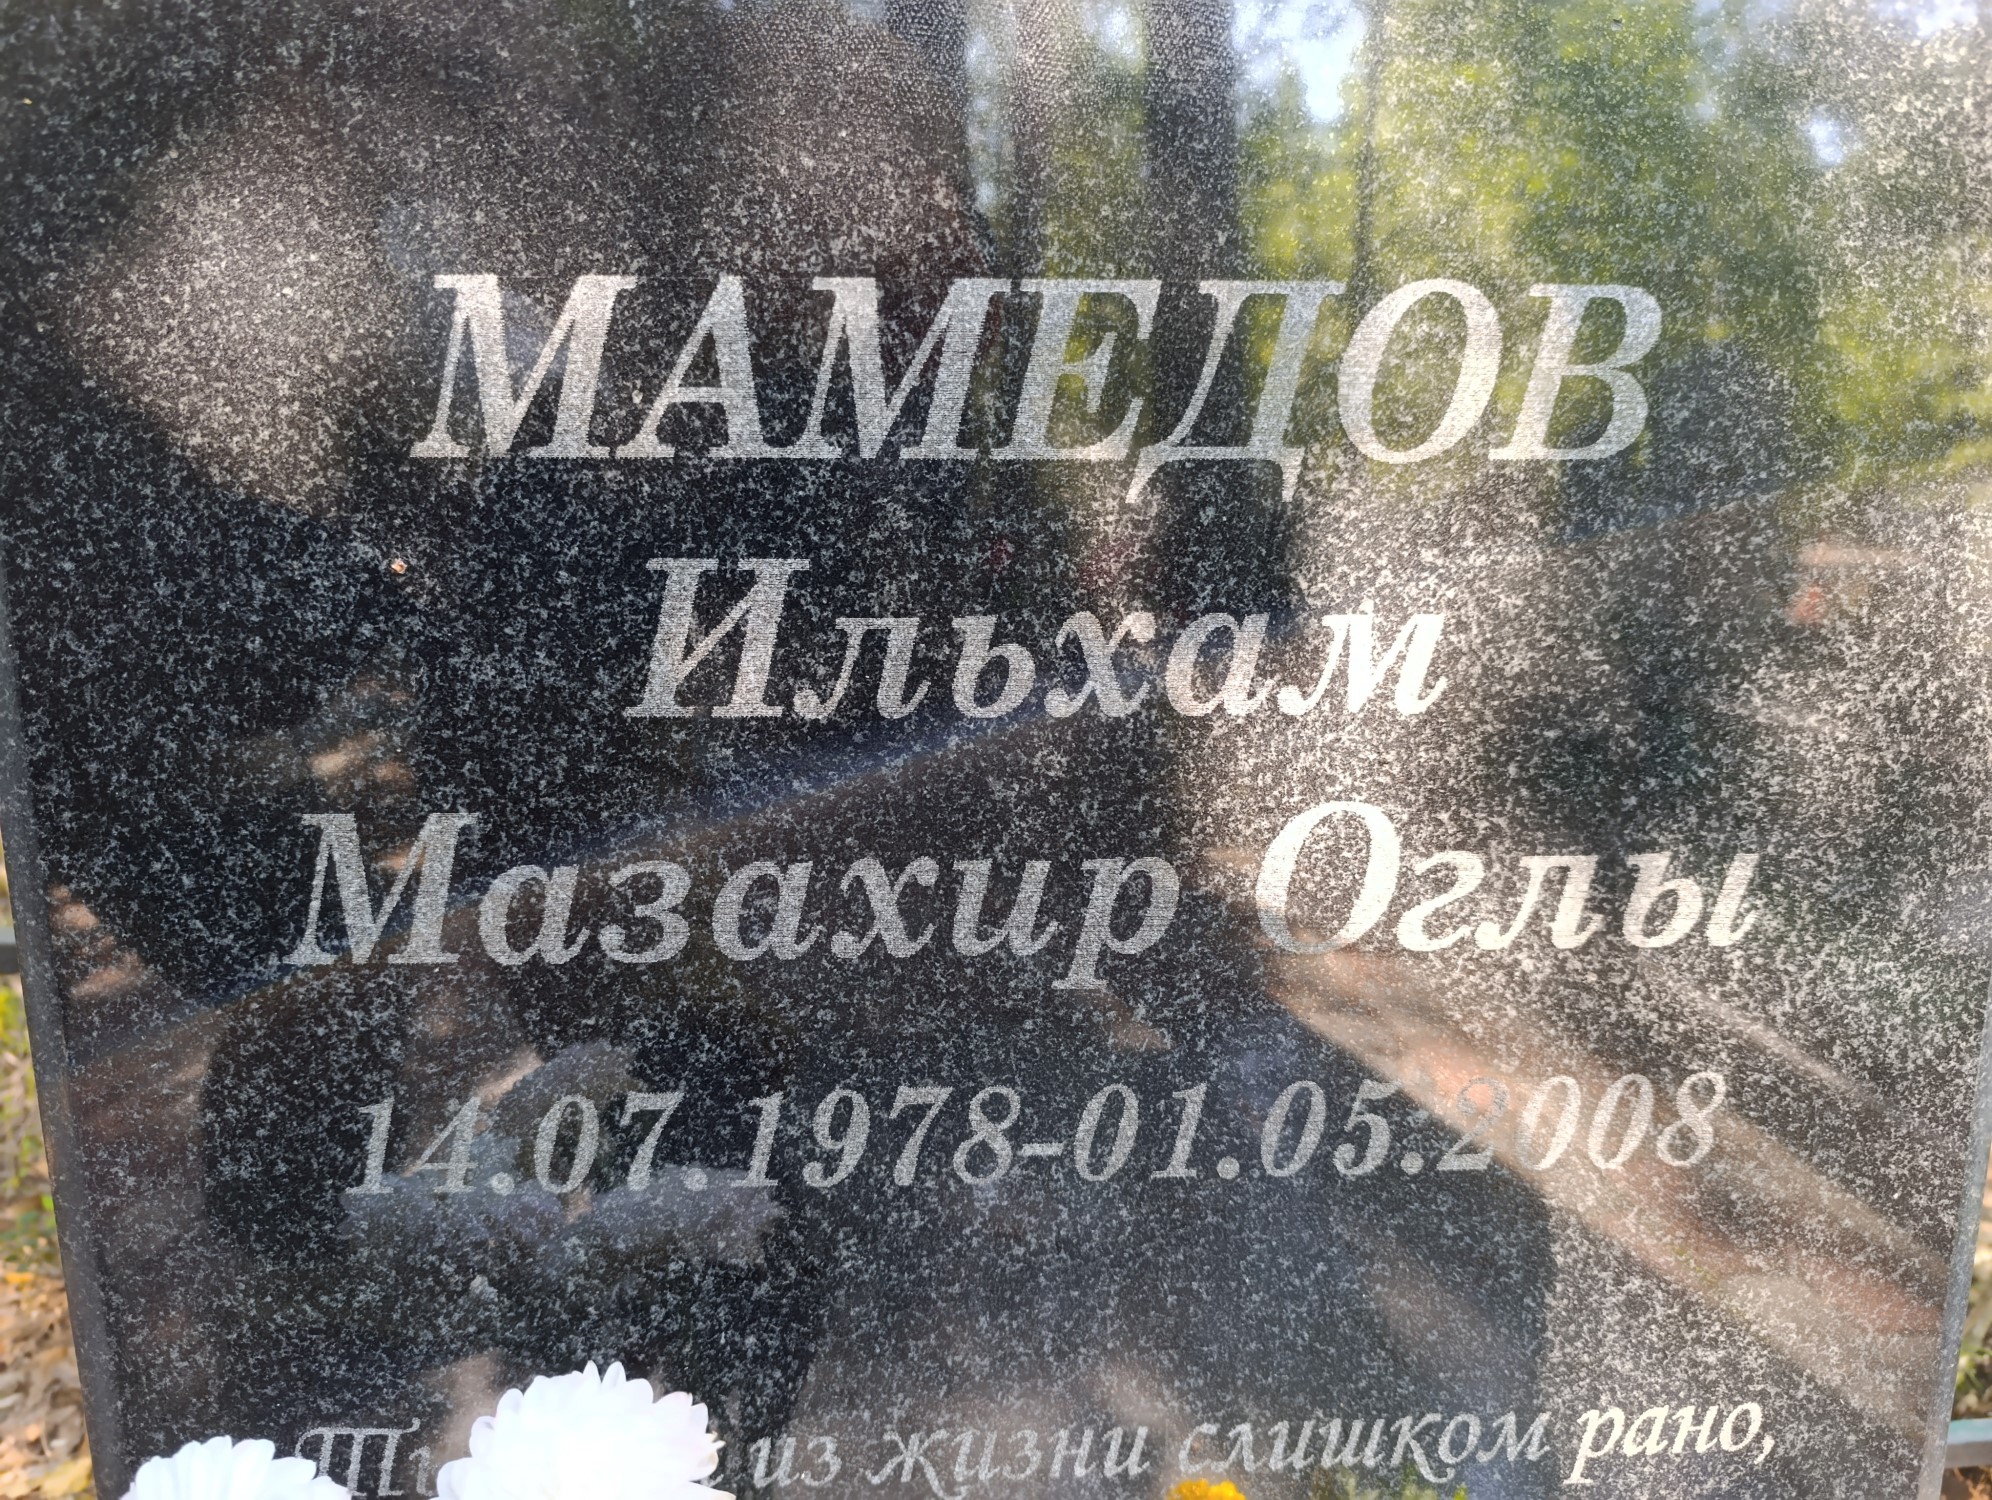 МАМЕДОВ
Ильхам
Мазахир Оглы
14.07.1978-01.05.2008
из жизни слишком рано,